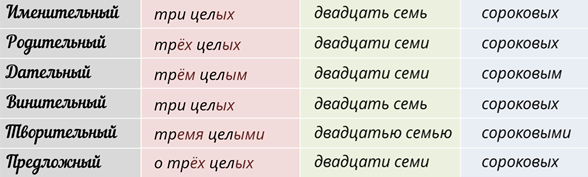 Именительный три целых двадцать семь сороковых
Родительный трёх целых двадцати семи сороковых
Дательный трём целым двадцати семи сороковым
Винительный три целых двадцать семь сороковых
Творительный тремя целыми двадцатью семью сороковыми
Предложный о трёх целых двадцати семи сороковых